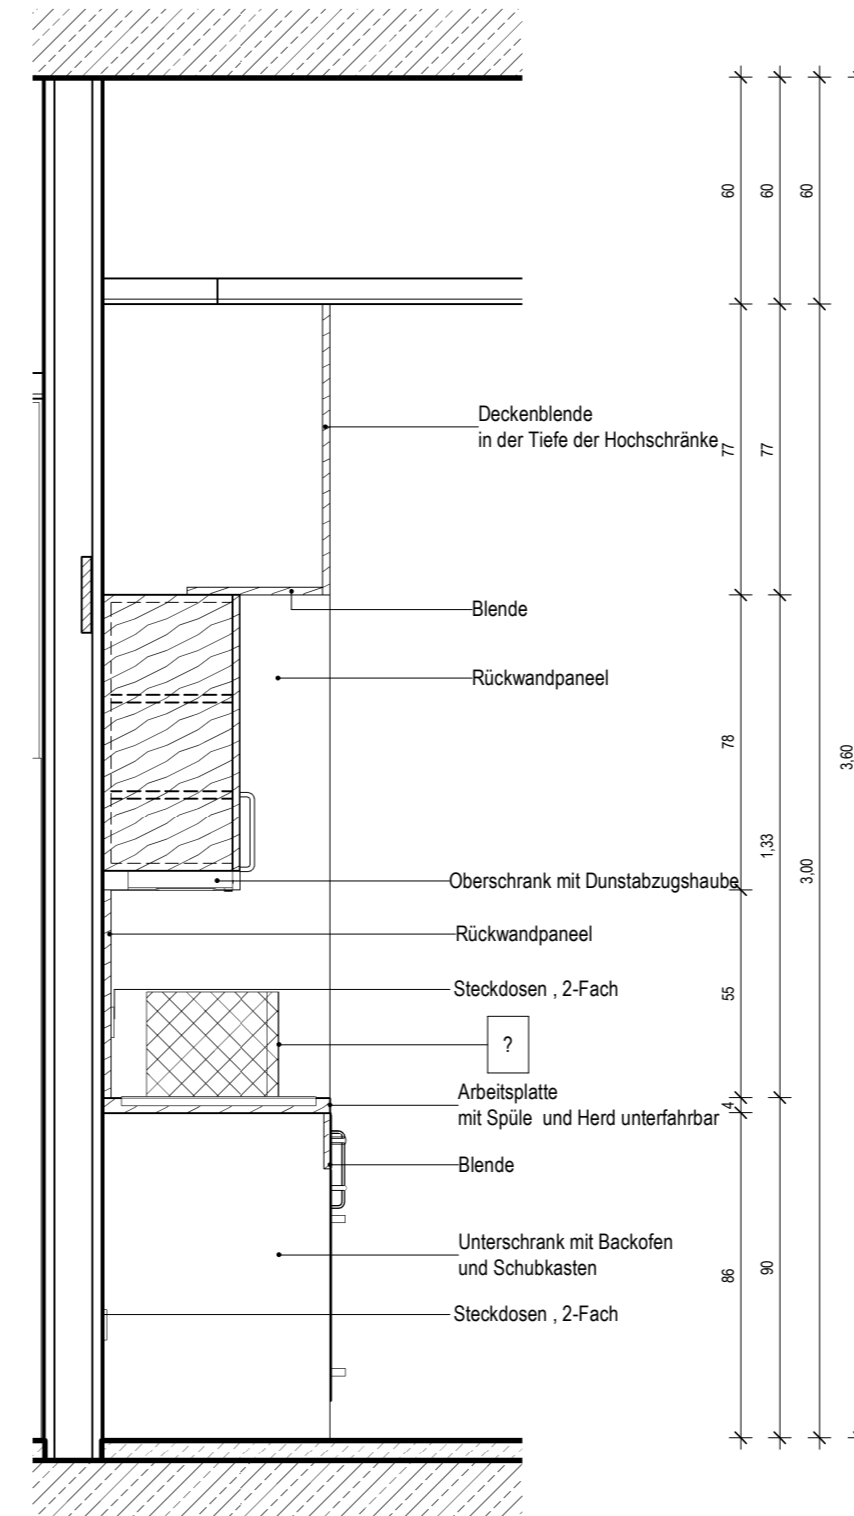 60
60
60
Deckenblende
in der Tiefe der Hochschränke
77
77
Blende
Rückwandpaneel
78
3,60
1,33
3,00
Oberschrank mit Dunstabzugshaube
Rückwandpaneel
Steckdosen , 2-Fach
55
?
Arbeitsplatte
mit Spüle und Herd unterfahrbar
4
Blende
Unterschrank mit Backofen
und Schubkasten
86
90
Steckdosen , 2-Fach